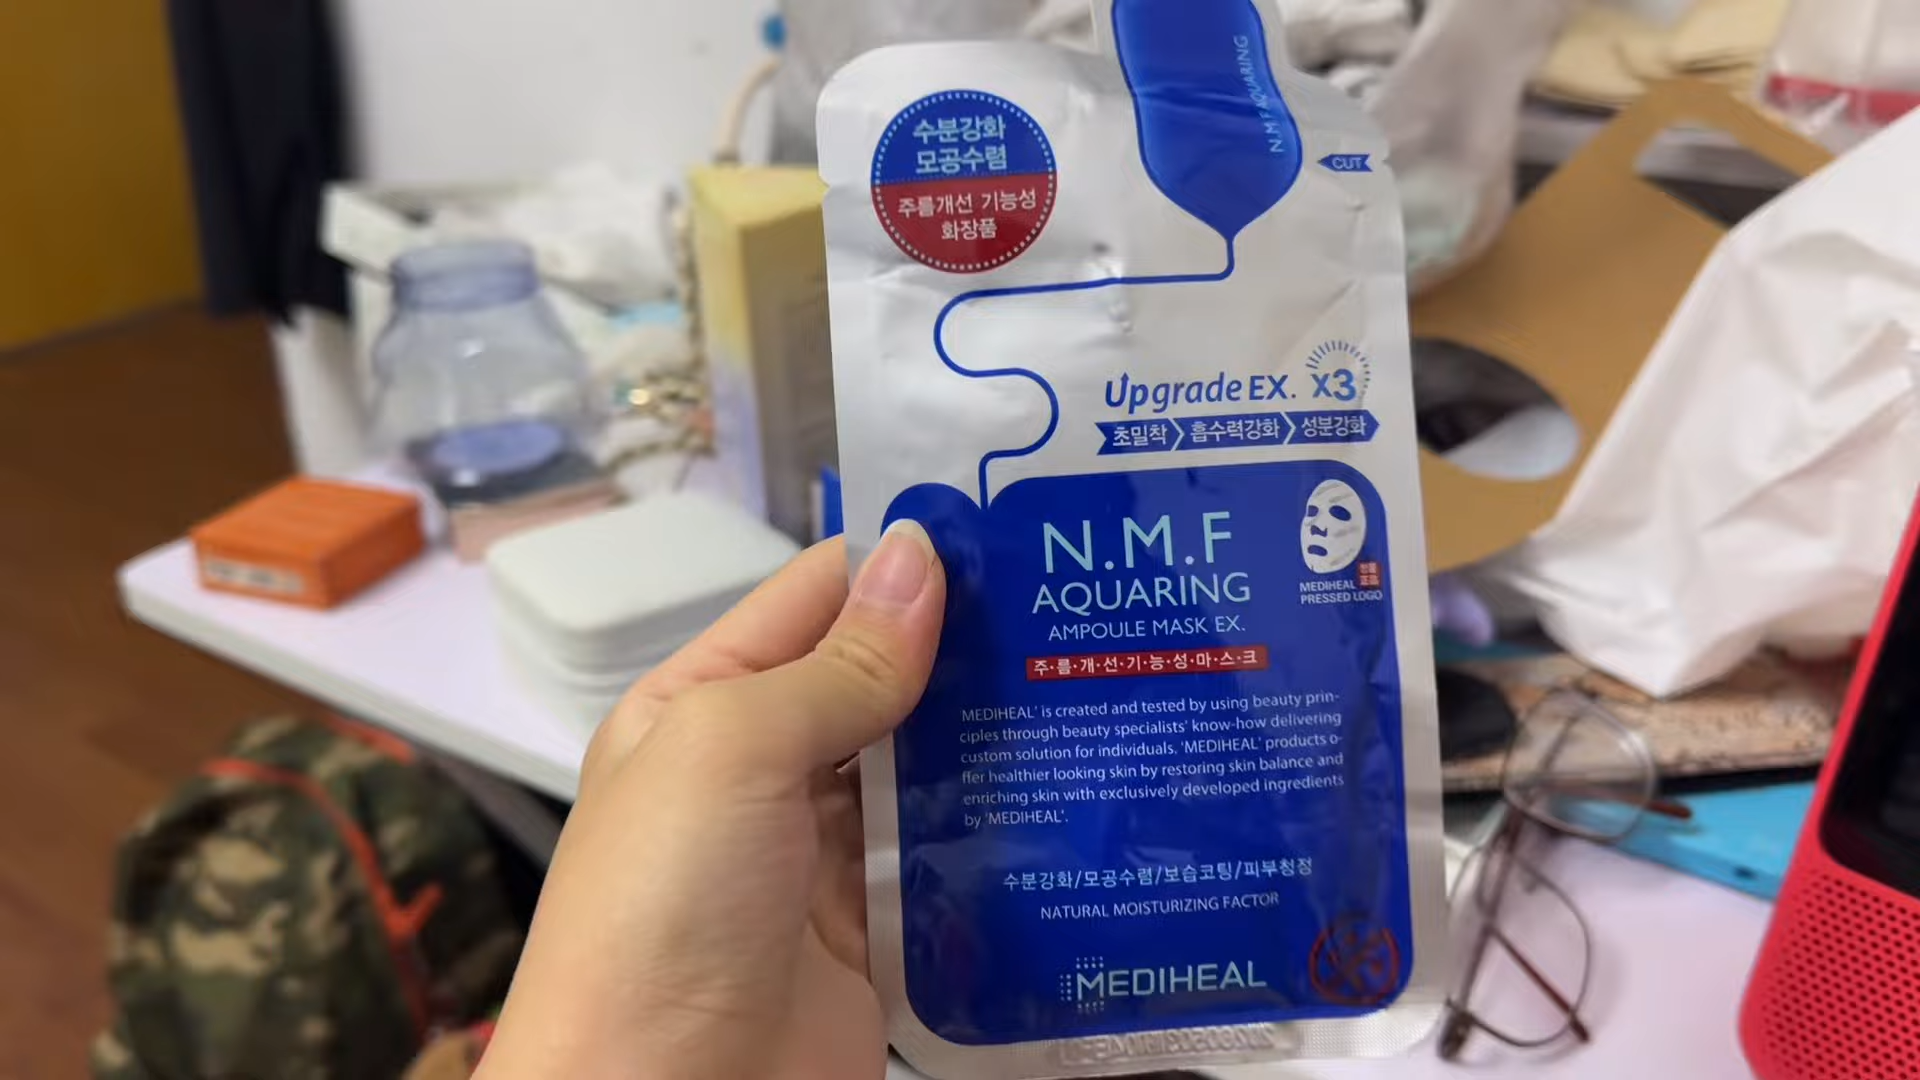 수분강화
모공수렴
주름개선 기능성
화장품
N.M.F AQUARING
CUT
Upgrade EX. x3
초밀착 흡수력강화 성분강화
N.M.F
AQUARING
AMPOULE MASK EX.
주·름·개·선·기·능·성·마·스·크
MEDIHEAL
PRESSED LOGO
MEDIHEAL' is created and tested by using beauty prin-
ciples through beauty specialists' know-how delivering
custom solution for individuals. 'MEDIHEAL' products o-
ffer healthier looking skin by restoring skin balance and
enriching skin with exclusively developed ingredients
by 'MEDIHEAL'.
수분강화/모공수렴/보습코팅/피부청정
NATURAL MOISTURIZING FACTOR
MEDIHEAL